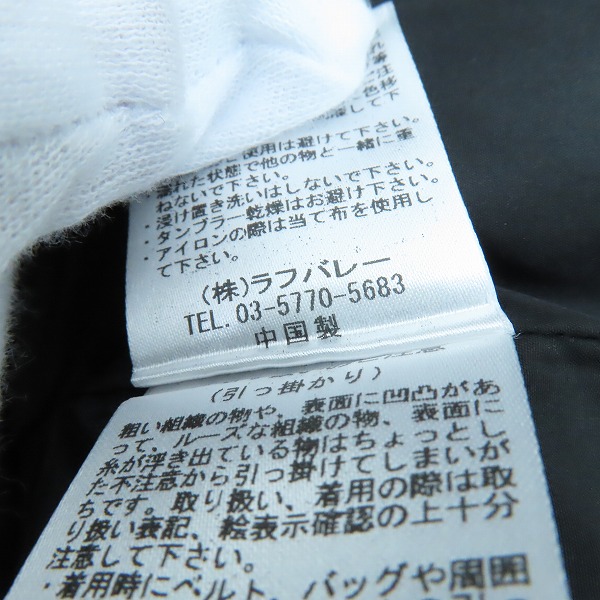 色移
して下
使用は避けて下さい。
濡れた状態で他の物と一緒に重
ねないで下さい。
・浸け置き洗いはしないで下さい。
・タンブラー乾燥はお避け下さい。
・アイロンの際は当て布を使用し
て下さい。
(株)ラフバレー
TEL. 03-5770-5683
中国製
(引っ掛かり)
粗い組織の物や、表面に凹凸があ
って、ルーズな組織の物、表面に
糸が浮き出ている物はちょっとし
た不注意から引っ掛けてしまいが
ちです。取り扱い、着用の際は取
り扱い表記、絵表示確認の上十分
注意して下さい。
・着用時にベルト、バッグや周囲